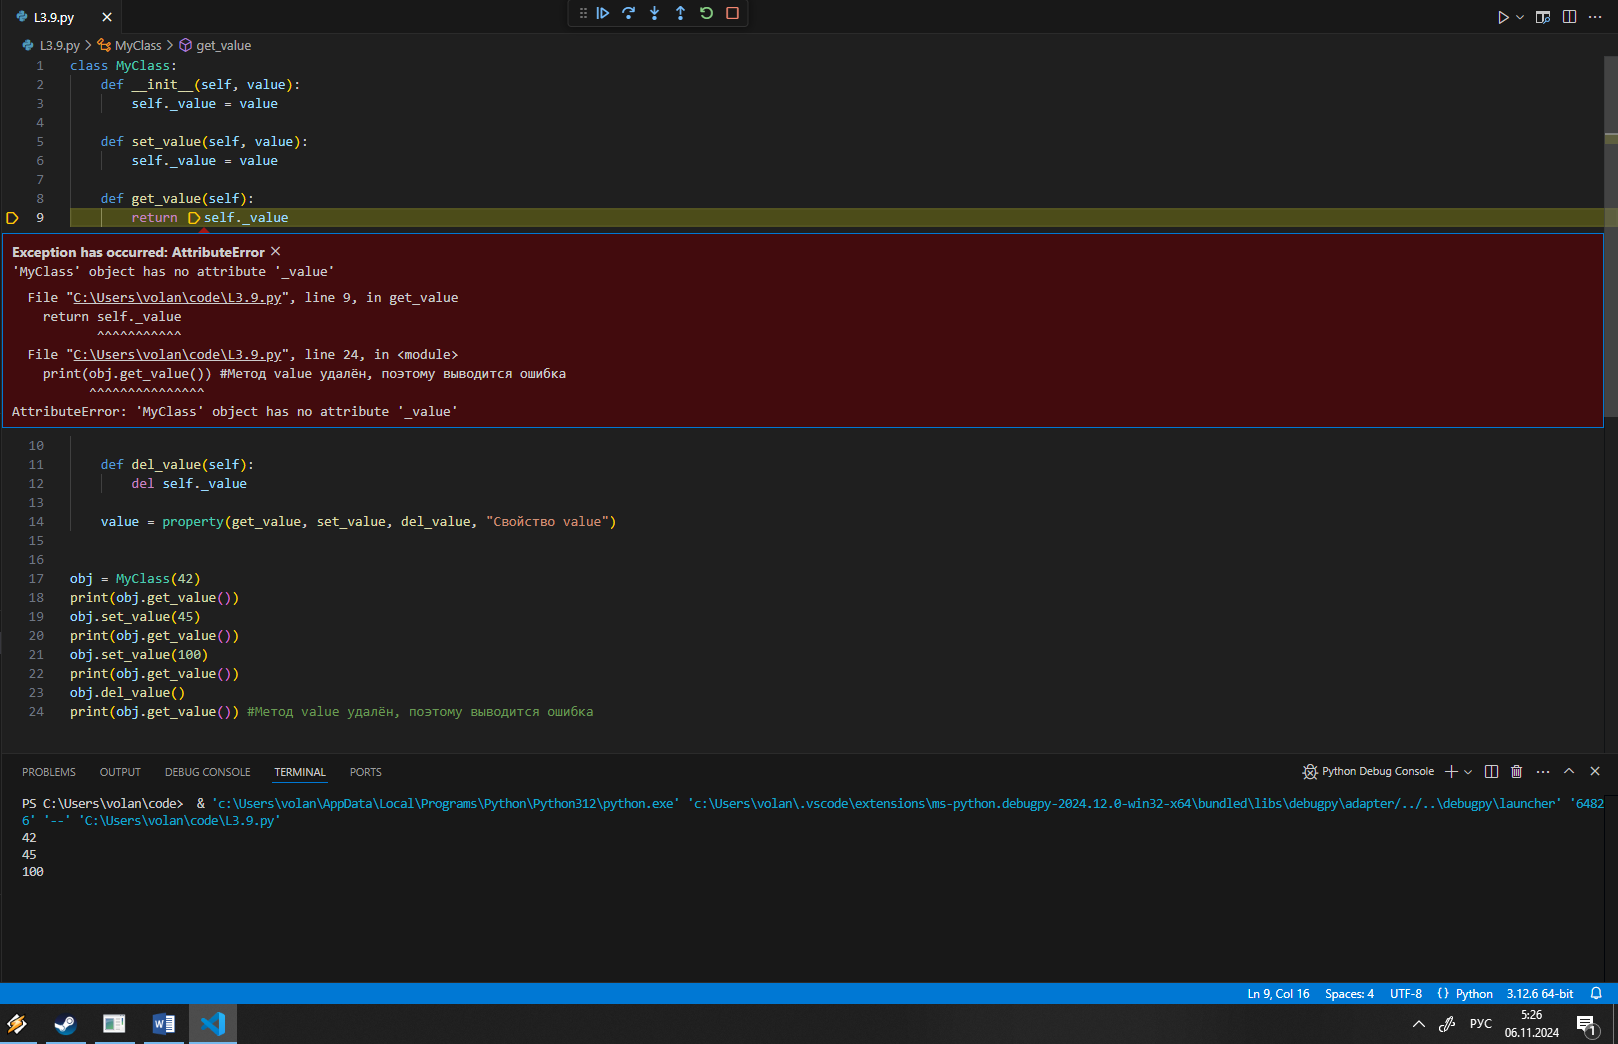 L3.9.py
L3.9.py > MyClass > get_value
1 class MyClass:
2     def __init__(self, value):
3         self._value = value
4
5     def set_value(self, value):
6         self._value = value
7
8     def get_value(self):
9         return self._value
Exception has occurred: AttributeError
'MyClass' object has no attribute '_value'
  File "C:\Users\volan\code\L3.9.py", line 9, in get_value
    return self._value
           ^^^^^^^^^^^
  File "C:\Users\volan\code\L3.9.py", line 24, in <module>
    print(obj.get_value()) #Метод value удалён, поэтому выводится ошибка
          ^^^^^^^^^^^^^^^
AttributeError: 'MyClass' object has no attribute '_value'
10
11     def del_value(self):
12         del self._value
13
14     value = property(get_value, set_value, del_value, "Свойство value")
15
16
17 obj = MyClass(42)
18 print(obj.get_value())
19 obj.set_value(45)
20 print(obj.get_value())
21 obj.set_value(100)
22 print(obj.get_value())
23 obj.del_value()
24 print(obj.get_value()) #Метод value удалён, поэтому выводится ошибка
PROBLEMS OUTPUT DEBUG CONSOLE TERMINAL PORTS Python Debug Console
PS C:\Users\volan\code>  & 'c:\Users\volan\AppData\Local\Programs\Python\Python312\python.exe' 'c:\Users\volan\.vscode\extensions\ms-python.debugpy-2024.12.0-win32-x64\bundled\libs\debugpy\adapter/../..\debugpy\launcher' '6482
6' '--' 'C:\Users\volan\code\L3.9.py'
42
45
100
Ln 9, Col 16 Spaces: 4 UTF-8 {} Python 3.12.6 64-bit
W
РУС
5:26
06.11.2024
1